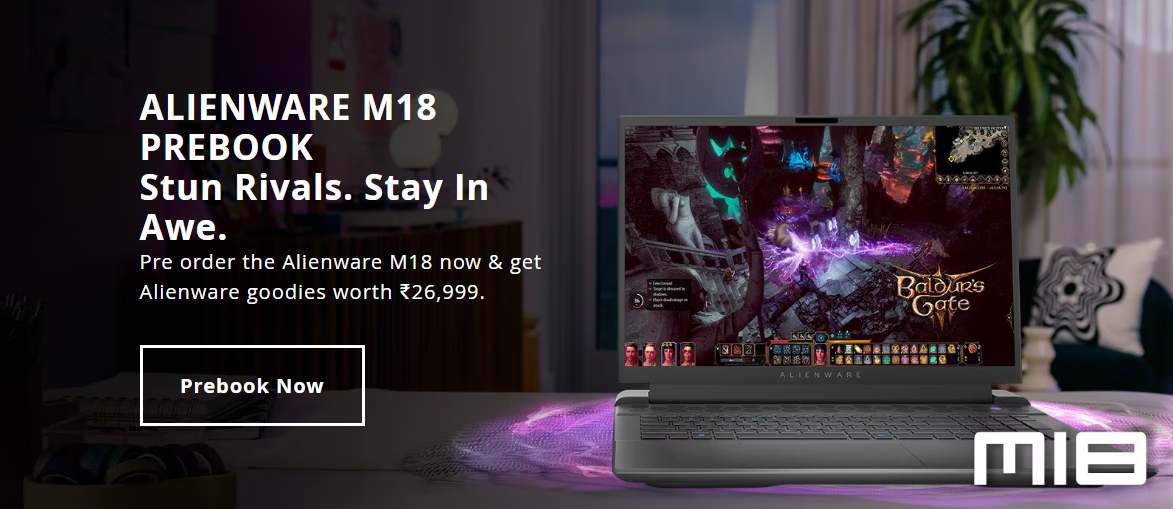 ALIENWARE M18
PREBOOK
Stun Rivals. Stay In
Awe.
Pre order the Alienware M18 now & get
Alienware goodies worth ₹26,999.
Prebook Now
Baldur's
Gate
ALIENWARE
m18